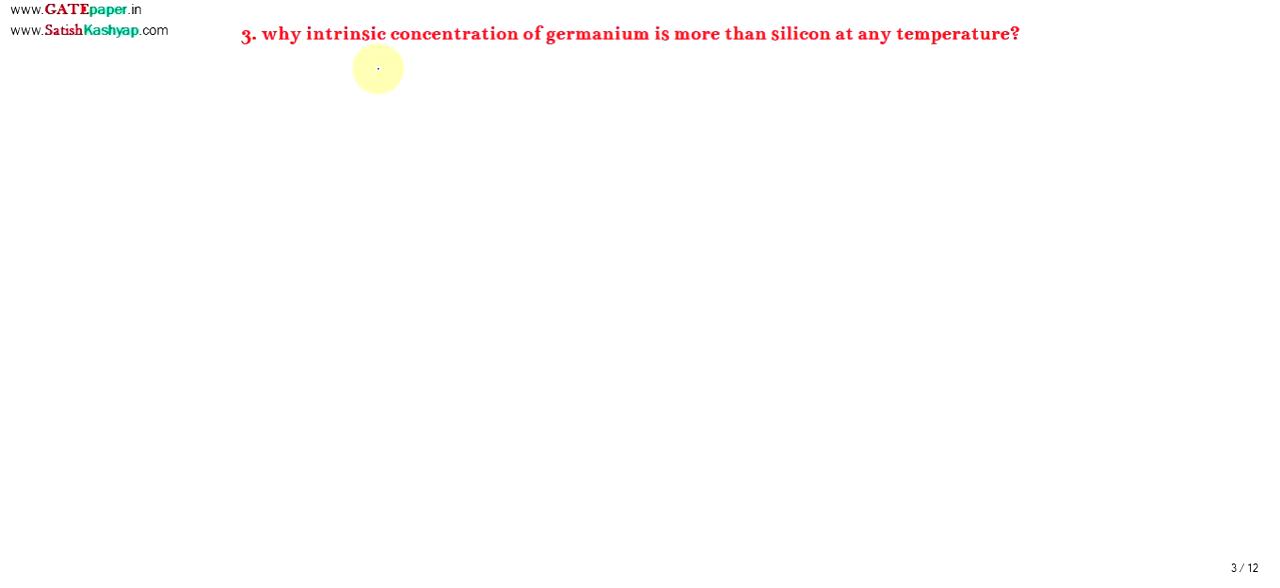 www.GATEpaper.in
www.SatishKashyap.com
3. why intrinsic concentration of germanium is more than silicon at any temperature?
3 / 12